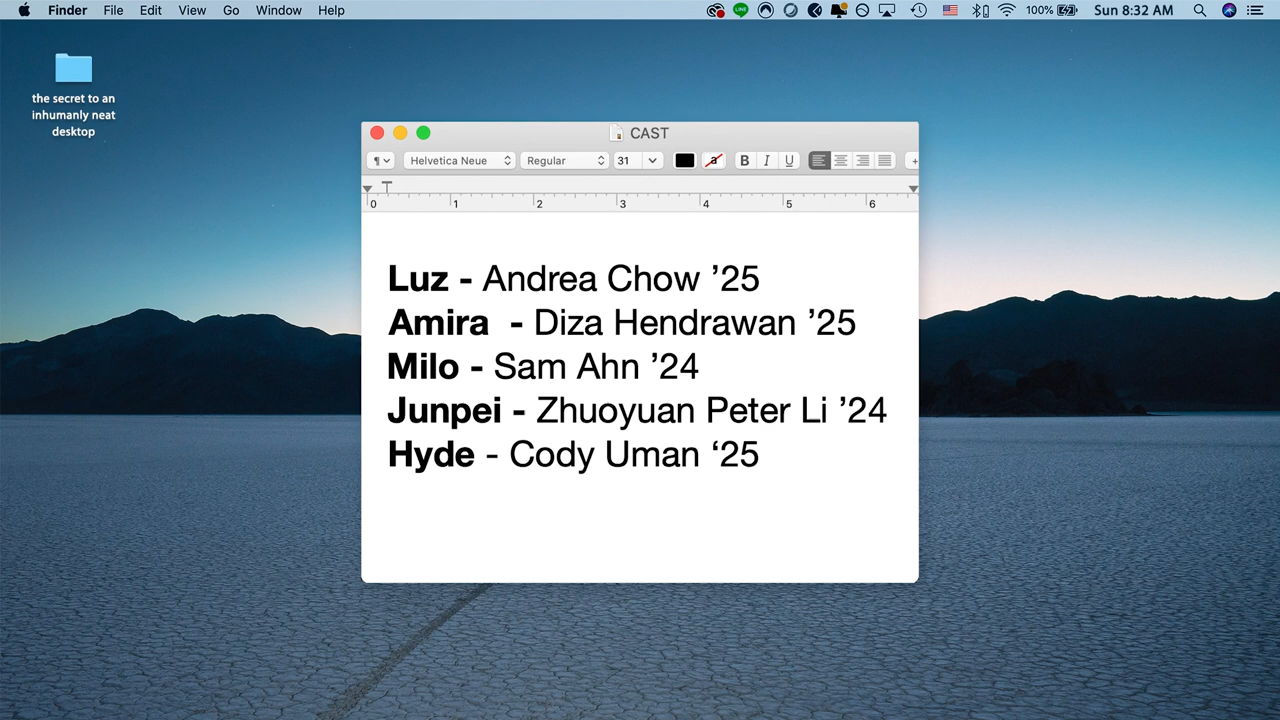 Finder File Edit View Go Window Help 100% Sun 8:32 AM
the secret to an
inhumanly neat
desktop
CAST
¶ Helvetica Neue Regular 31 a B I U +
0 1 2 3 4 5 6
Luz - Andrea Chow ’25
Amira  - Diza Hendrawan ’25
Milo - Sam Ahn ’24
Junpei - Zhuoyuan Peter Li ’24
Hyde - Cody Uman ‘25